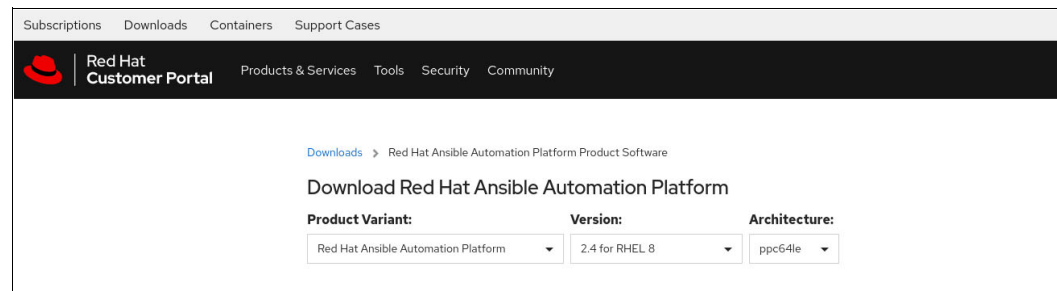 Subscriptions Downloads Containers Support Cases
Red Hat
Customer Portal
Products & Services Tools Security Community
Downloads > Red Hat Ansible Automation Platform Product Software
Download Red Hat Ansible Automation Platform
Product Variant: Version: Architecture:
Red Hat Ansible Automation Platform 2.4 for RHEL 8 ppc64le